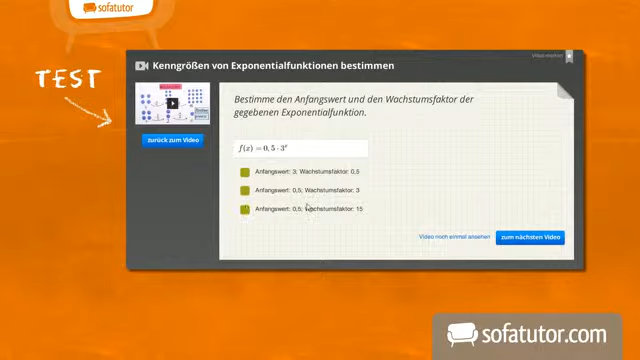 sofatutor
TEST
Kenngrößen von Exponentialfunktionen bestimmen
Bestimme den Anfangswert und den Wachstumsfaktor der
gegebenen Exponentialfunktion.
zurück zum Video
f(x) = 0, 5 · 3ˣ
Anfangswert: 3; Wachstumsfaktor: 0,5
Anfangswert: 0,5; Wachstumsfaktor: 3
Anfangswert: 0,5; Wachstumsfaktor: 15
Video noch einmal ansehen
zum nächsten Video
sofatutor.com